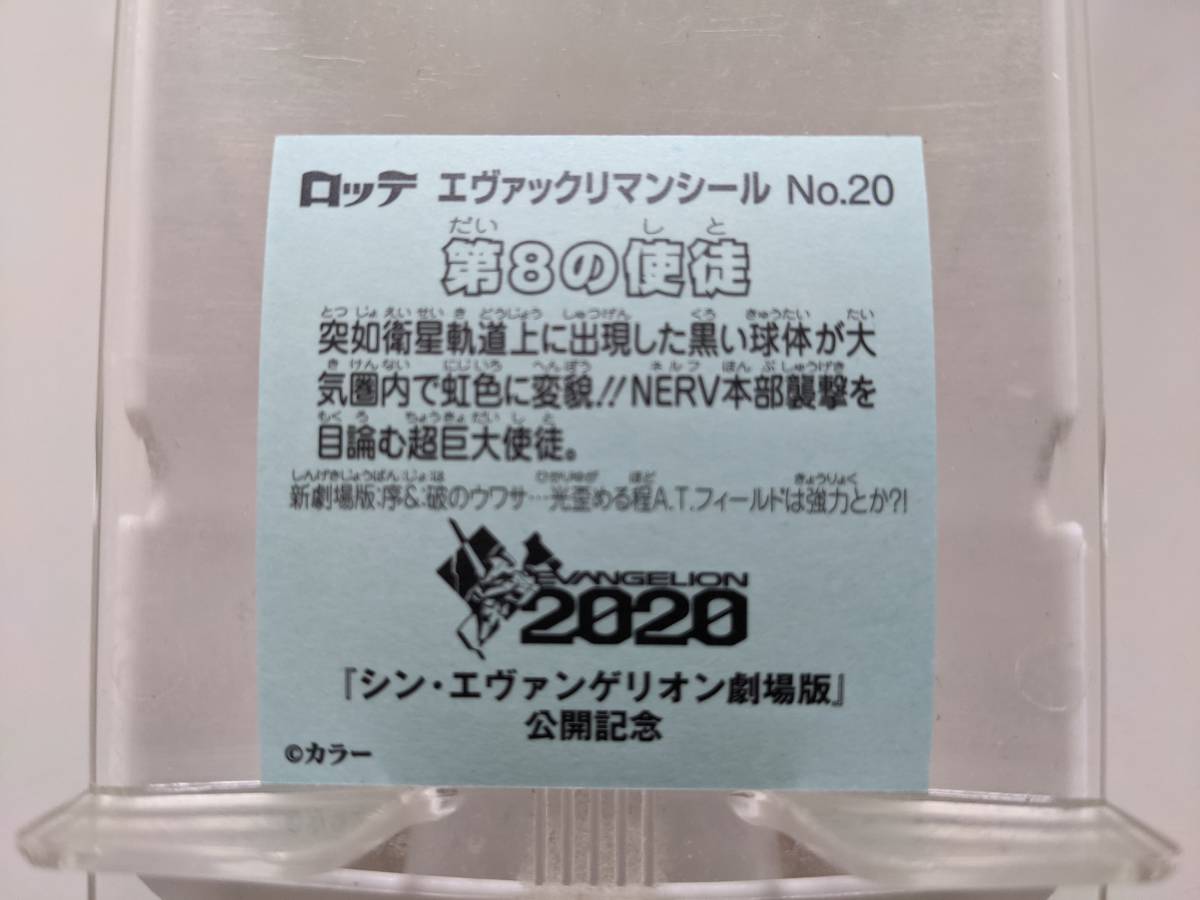 ロッテ エヴァックリマンシール No.20
だい しと
第8の使徒
とつじょえいせいきどうじょう しゅつげん くろ きゅうたい たい
突如衛星軌道上に出現した黒い球体が大
きけんない にじいろ へんぼう ネルフ ほんぶしゅうげき
気圏内で虹色に変貌!!NERV本部襲撃を
もくろ ちょうきょだいしと
目論む超巨大使徒。
しんげきじょうばん:じょ:は ひかりゆが ほど きょうりょく
新劇場版:序&:破のウワサ…光歪める程A.T.フィールドは強力とか?!
EVANGELION
2020
『シン・エヴァンゲリオン劇場版』
公開記念
©カラー